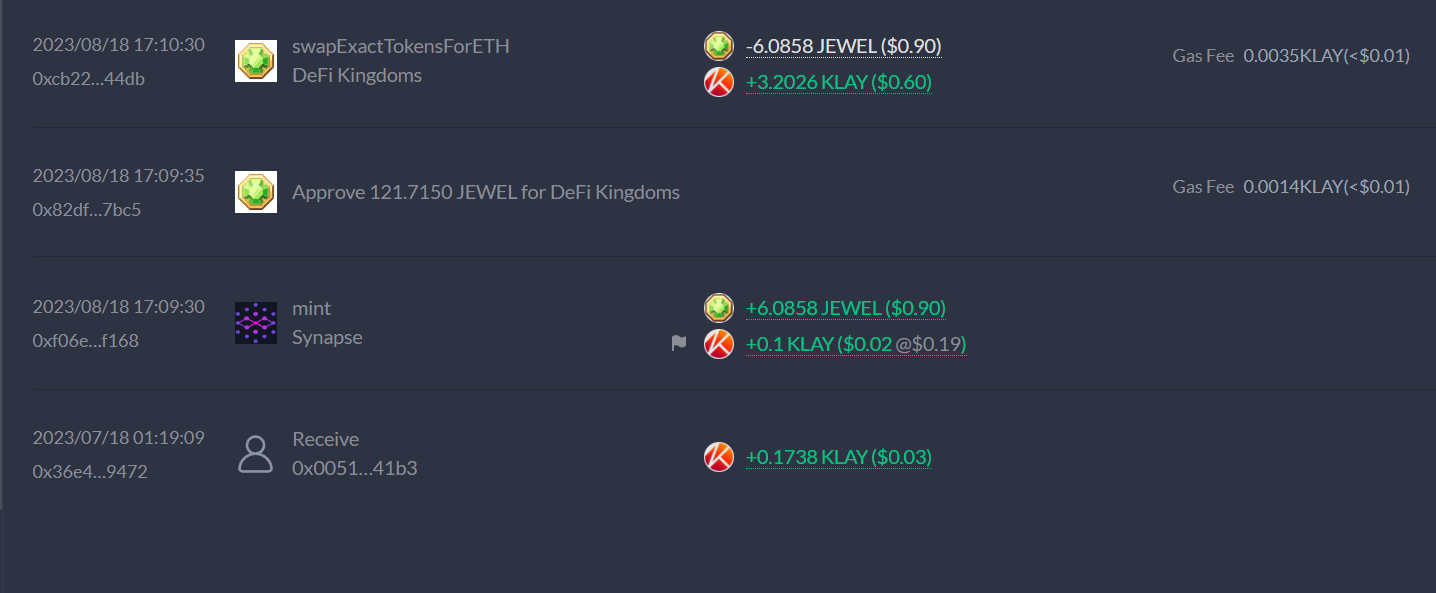 2023/08/18 17:10:30
0xcb22...44db
swapExactTokensForETH
DeFi Kingdoms
-6.0858 JEWEL ($0.90)
+3.2026 KLAY ($0.60)
Gas Fee 0.0035KLAY(<$0.01)
2023/08/18 17:09:35
0x82df...7bc5
Approve 121.7150 JEWEL for DeFi Kingdoms
Gas Fee 0.0014KLAY(<$0.01)
2023/08/18 17:09:30
0xf06e...f168
mint
Synapse
+6.0858 JEWEL ($0.90)
+0.1 KLAY ($0.02 @$0.19)
2023/07/18 01:19:09
0x36e4...9472
Receive
0x0051...41b3
+0.1738 KLAY ($0.03)